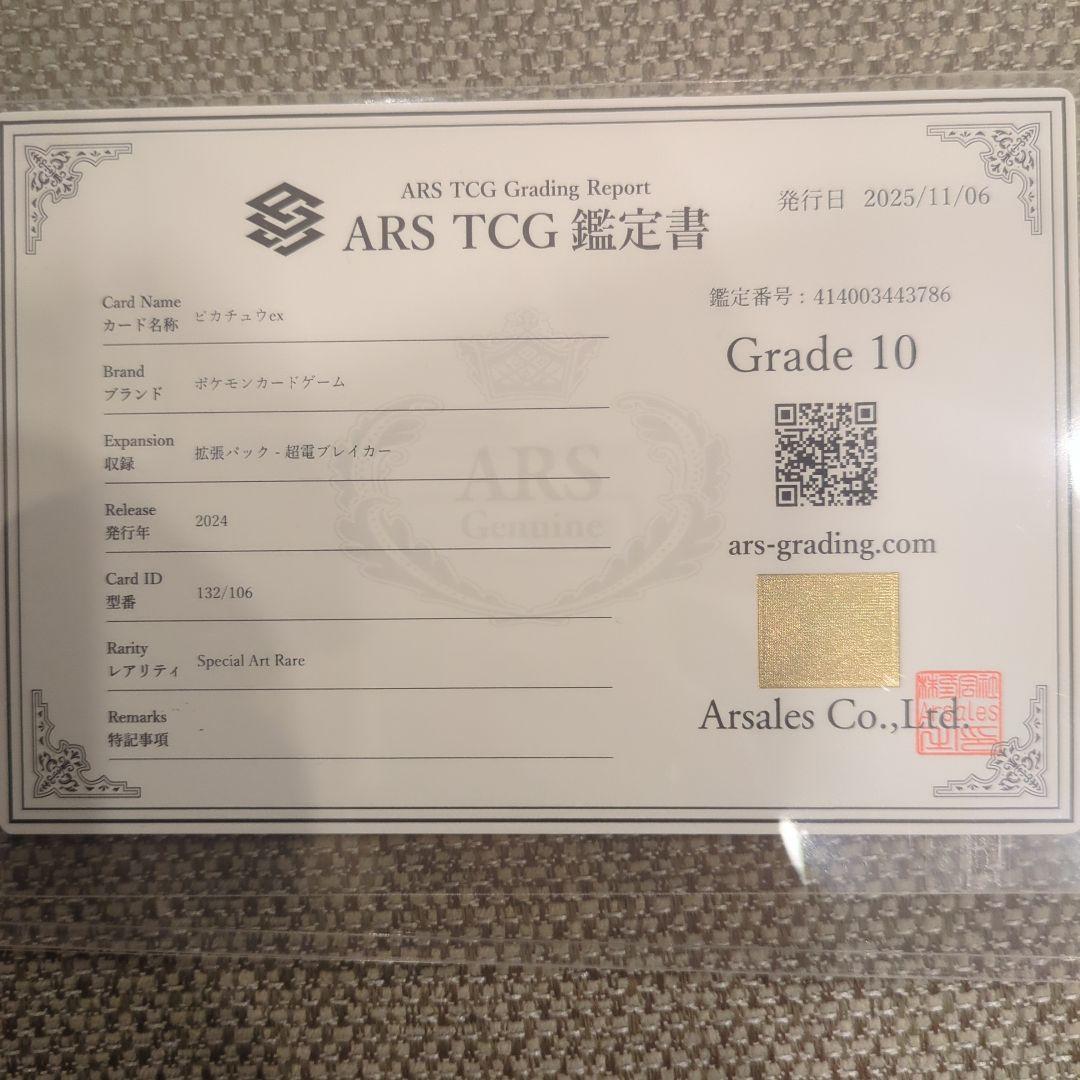 ARS TCG Grading Report
ARS TCG 鑑定書
発行日 2025/11/06
鑑定番号 : 414003443786
Grade 10
Card Name
カード名称
ピカチュウex
Brand
ブランド
ポケモンカードゲーム
Expansion
収録
拡張パック - 超電ブレイカー
Release
発行年
2024
Card ID
型番
132/106
Rarity
レアリティ
Special Art Rare
Remarks
特記事項
-
ARS
Genuine
ars-grading.com
Arsales Co.,Ltd.
株式会社
Arsales